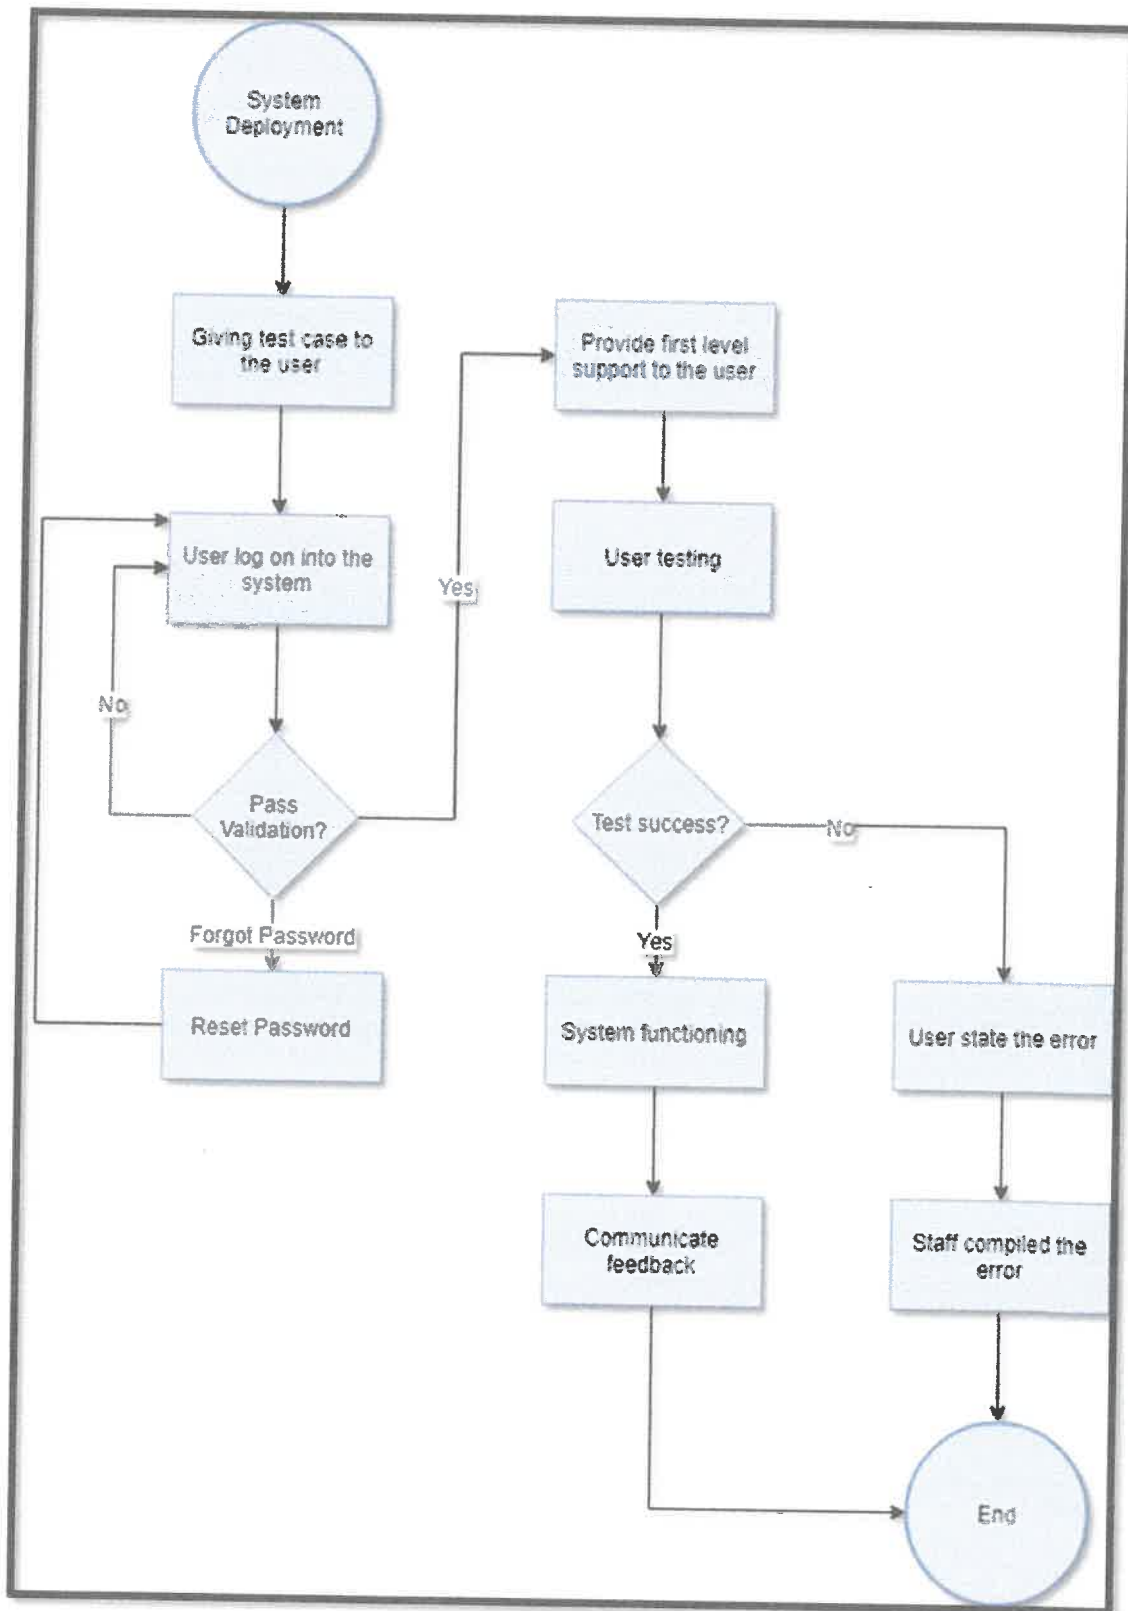 System
Deployment
Giving test case to
the user
User log on into the
system
No
Pass
Validation?
Yes
Forgot Password
Reset Password
Provide first level
support to the user
User testing
Test success?
No
Yes
System functioning
Communicate
feedback
User state the error
Staff compiled the
error
End